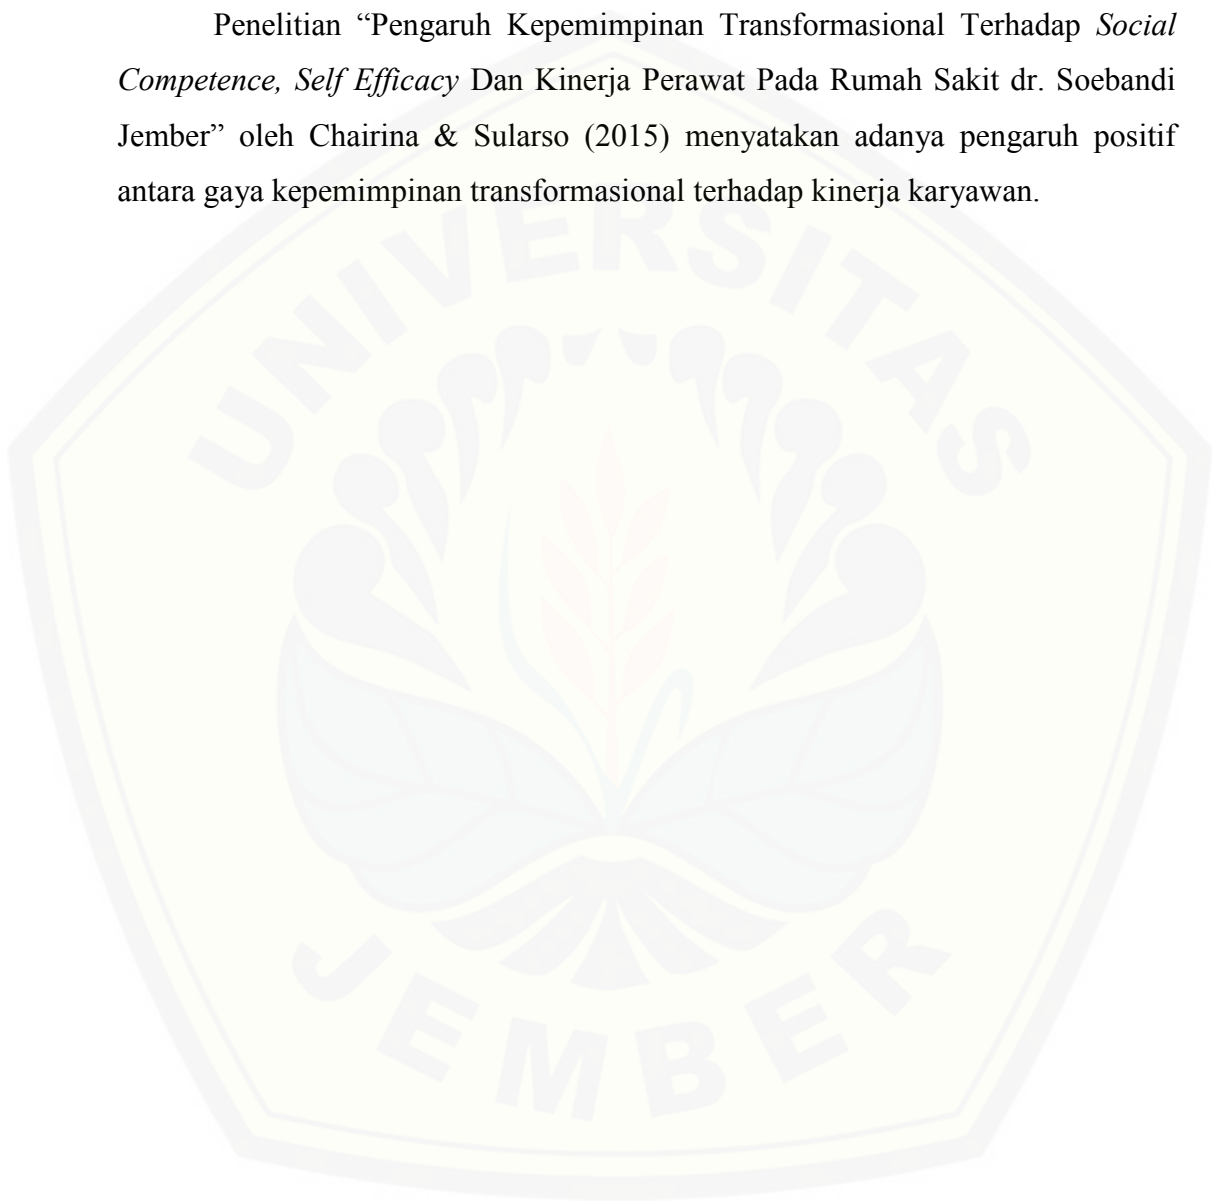 Penelitian “Pengaruh Kepemimpinan Transformasional Terhadap Social
Competence, Self Efficacy Dan Kinerja Perawat Pada Rumah Sakit dr. Soebandi
Jember” oleh Chairina & Sularso (2015) menyatakan adanya pengaruh positif
antara gaya kepemimpinan transformasional terhadap kinerja karyawan.
UNIVERSITAS
JEMBER